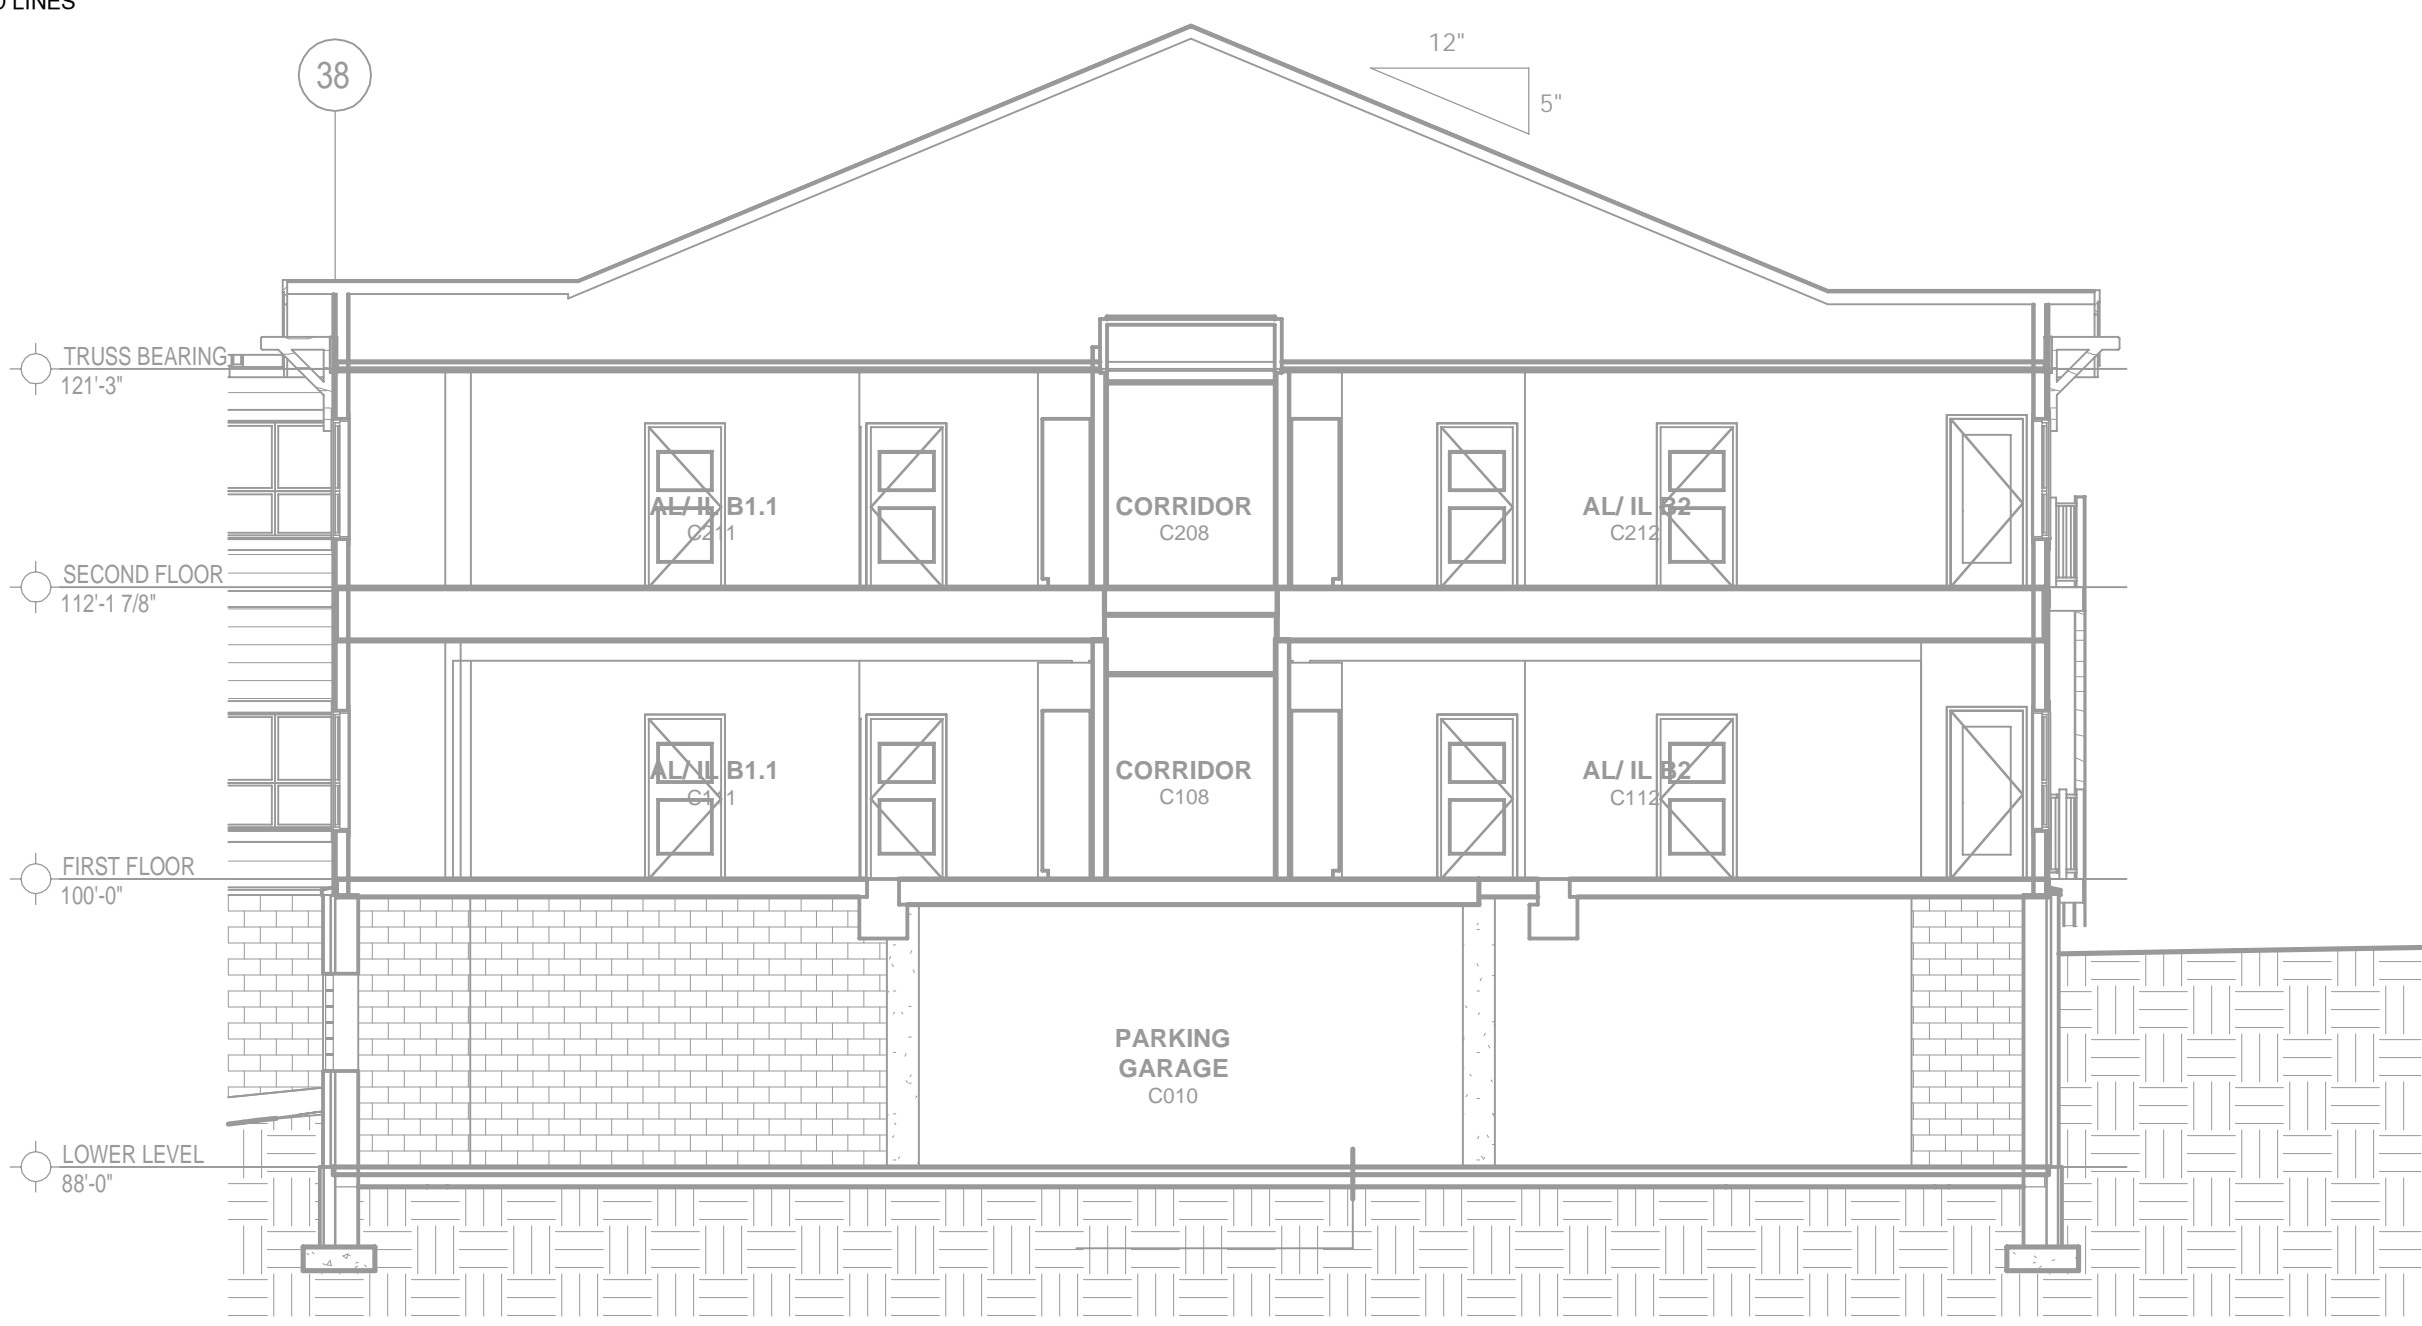 LINES
38
12"
5"
TRUSS BEARING
121'-3"
AL/ IL B1.1
C211
CORRIDOR
C208
AL/ IL B2
C212
SECOND FLOOR
112'-1 7/8"
AL/ IL B1.1
C111
CORRIDOR
C108
AL/ IL B2
C112
FIRST FLOOR
100'-0"
PARKING
GARAGE
C010
LOWER LEVEL
88'-0"